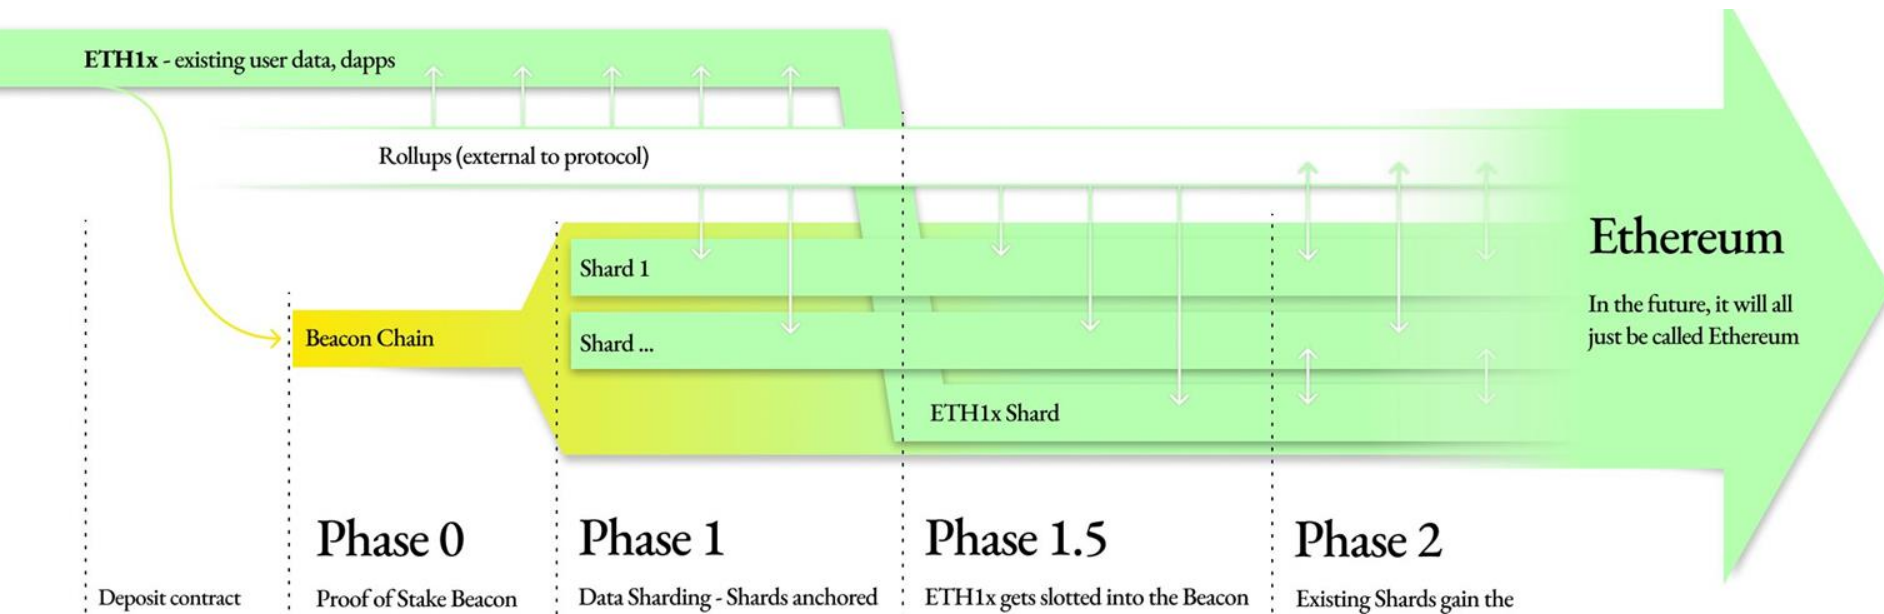 ETH1x - existing user data, dapps
Rollups (external to protocol)
Shard 1
Beacon Chain
Shard ...
ETH1x Shard
Ethereum
In the future, it will all
just be called Ethereum
Phase 0
Phase 1
Phase 1.5
Phase 2
Deposit contract
Proof of Stake Beacon
Data Sharding - Shards anchored
ETH1x gets slotted into the Beacon
Existing Shards gain the